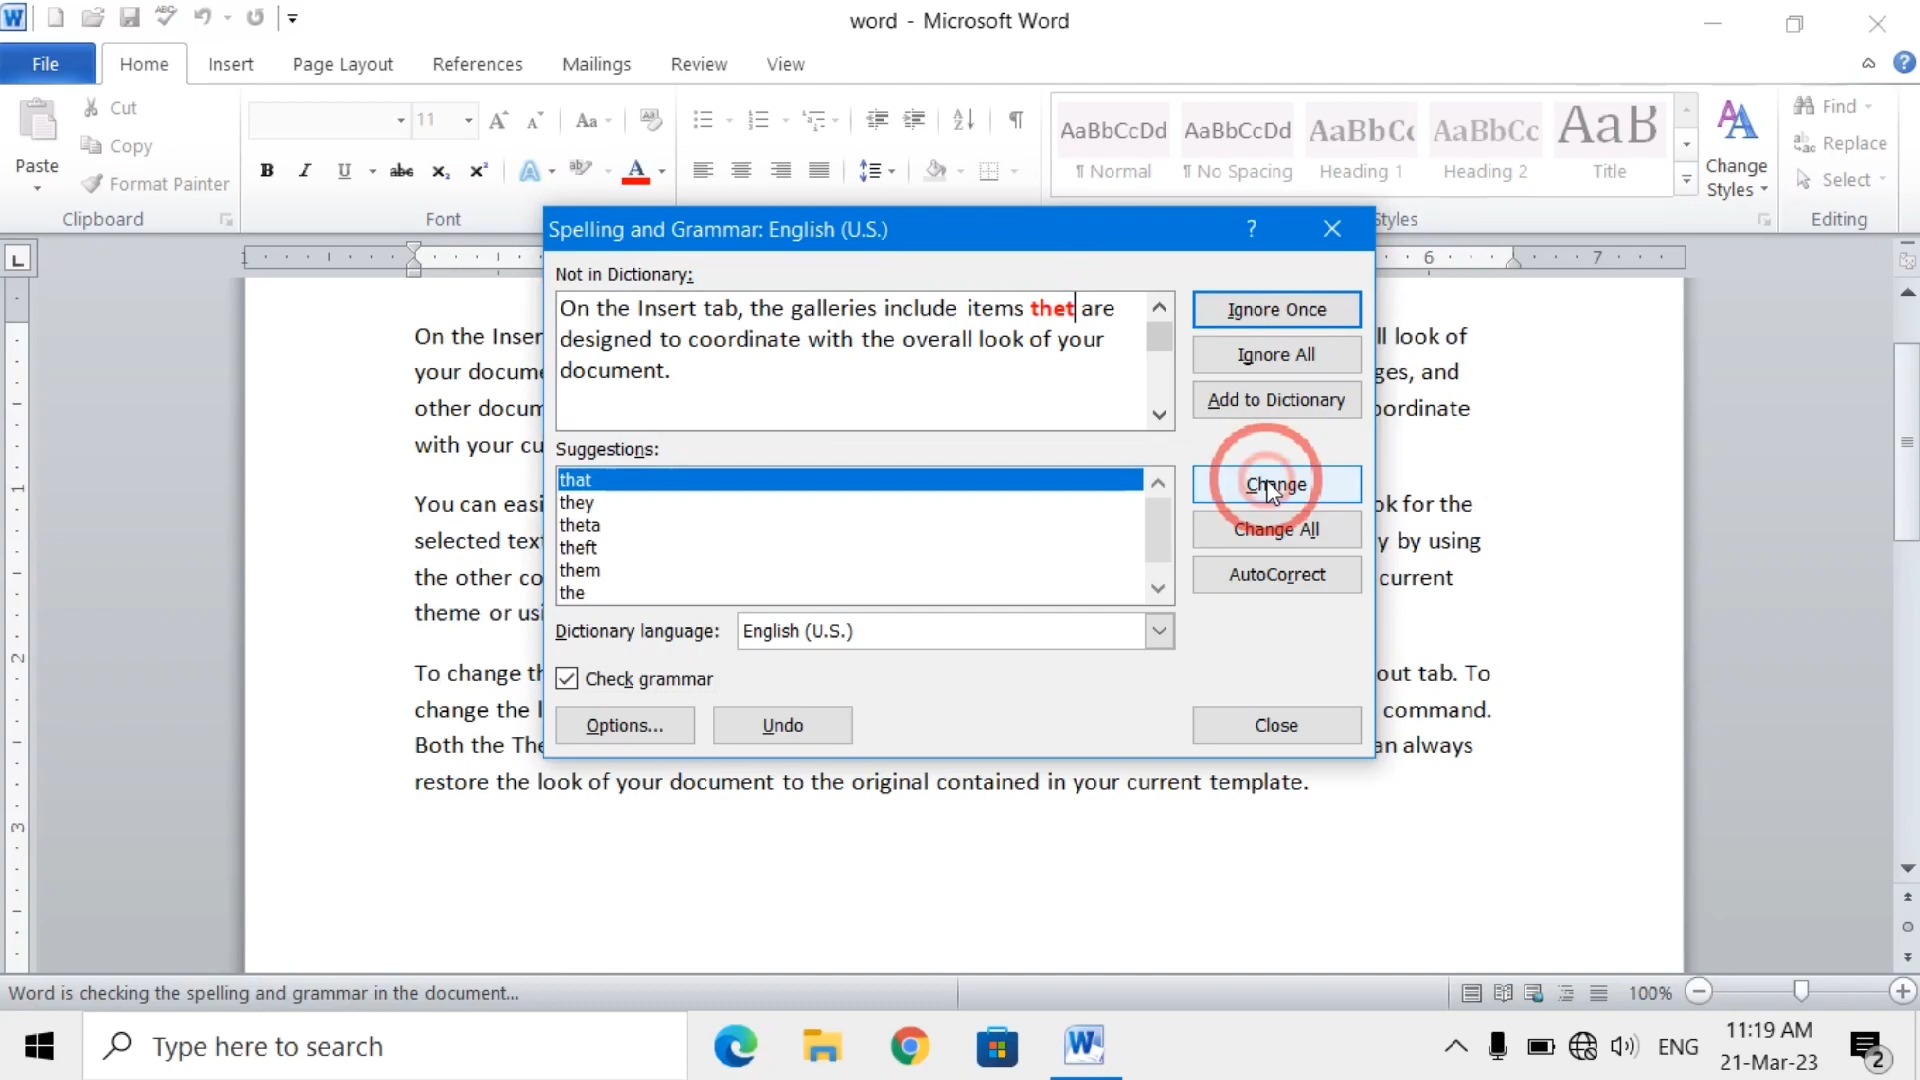 word - Microsoft Word
File Home Insert Page Layout References Mailings Review View
Paste
Cut
Copy
Format Painter
Clipboard
11
Font
AaBbCcDd AaBbCcDd AaBbCc AaBbCc AaB
¶ Normal ¶ No Spacing Heading 1 Heading 2 Title
Change
Styles
Styles
Find
Replace
Select
Editing
Spelling and Grammar: English (U.S.)
Not in Dictionary:
On the Insert tab, the galleries include items thet are
designed to coordinate with the overall look of your
document.
Ignore Once
Ignore All
Add to Dictionary
Suggestions:
that
they
theta
theft
them
the
Change
Change All
AutoCorrect
Dictionary language: English (U.S.)
Check grammar
Options... Undo Close
On the Inser ll look of
your docume ges, and
other docum oordinate
with your cu
You can easi ok for the
selected tex y by using
the other co current
theme or usi
To change th out tab. To
change the l command.
Both the The an always
restore the look of your document to the original contained in your current template.
6 7
1
2
3
Word is checking the spelling and grammar in the document... 100%
Type here to search
ENG
11:19 AM
21-Mar-23
2